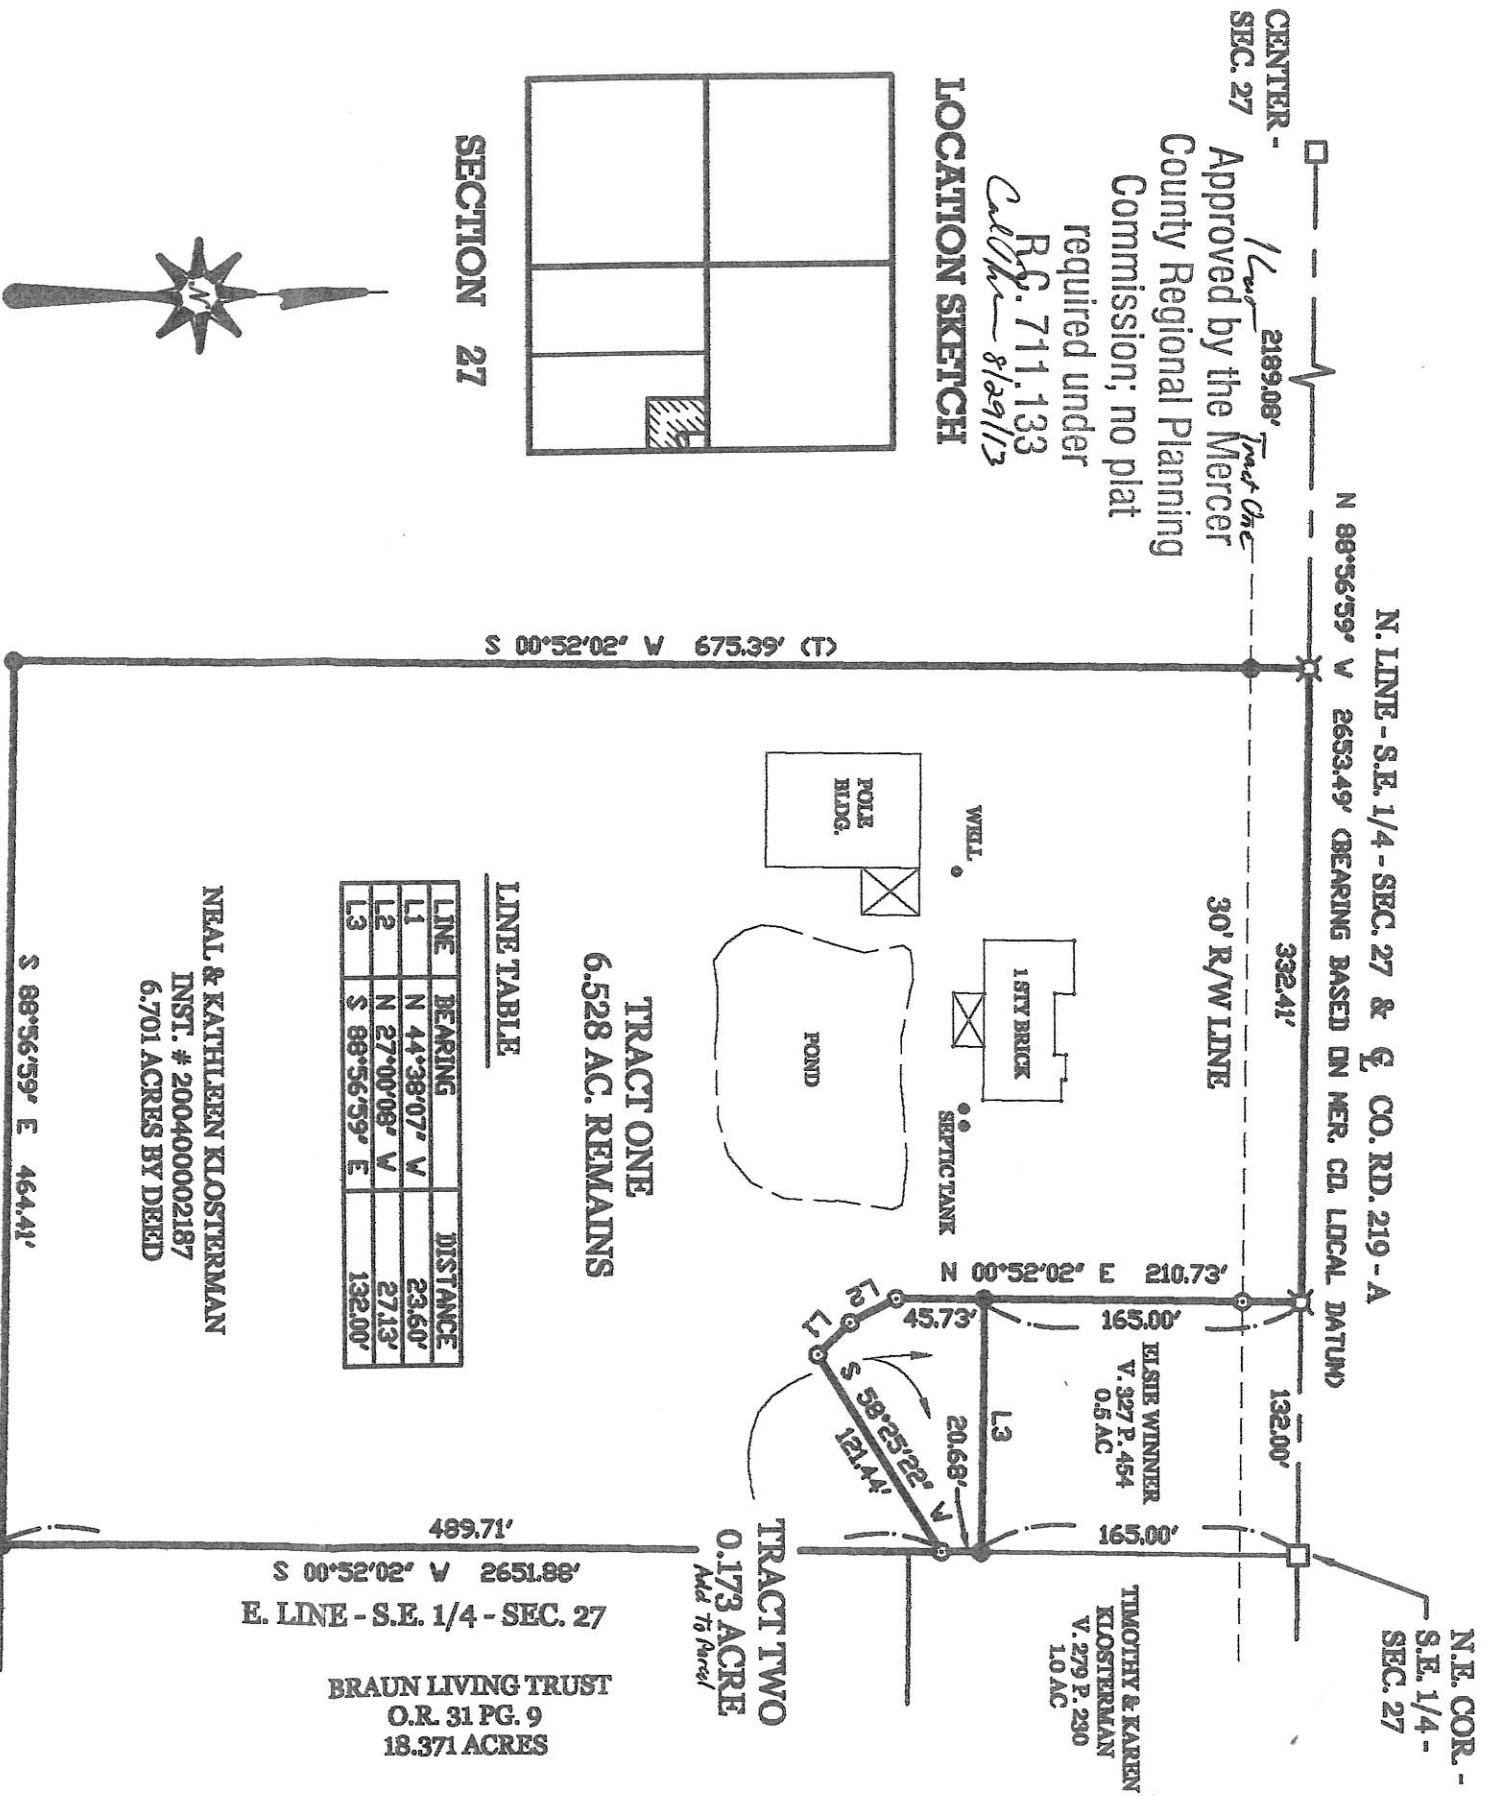 N.E. COR. -
S.E. 1/4 -
SEC. 27
N. LINE - S.E. 1/4 - SEC. 27 & ℄ CO. RD. 219 - A
N 88°56'59" W 2653.49' (BEARING BASED ON MER. CO. LOCAL DATUM)
CENTER -
SEC. 27
2189.08'
332.41'
132.00'
Tract One
Approved by the Mercer
County Regional Planning
Commission; no plat
required under
R.C. 711.133
8/29/13
LOCATION SKETCH
SECTION 27
N
30' R/W LINE
S 00°52'02" W 675.39' (T)
WELL
POLE
BLDG.
1 STY BRICK
SEPTIC TANK
POND
N 00°52'02" E 210.73'
165.00'
45.73'
ELSIE WINNER
V. 327 P. 454
0.5 AC
165.00'
L3
20.68'
L2
L1
S 58°25'22" W
121.44'
TIMOTHY & KAREN
KLOSTERMAN
V. 279 P. 230
1.0 AC
TRACT TWO
0.173 ACRE
Add To Parcel
TRACT ONE
6.528 AC. REMAINS
LINE TABLE
LINE BEARING DISTANCE
L1 N 44°38'07" W 23.60'
L2 N 27°00'08" W 27.13'
L3 S 88°56'59" E 132.00'
NEAL & KATHLEEN KLOSTERMAN
INST. # 200400002187
6.701 ACRES BY DEED
489.71'
S 00°52'02" W 2651.88'
E. LINE - S.E. 1/4 - SEC. 27
BRAUN LIVING TRUST
O.R. 31 PG. 9
18.371 ACRES
S 88°56'59" E 464.41'